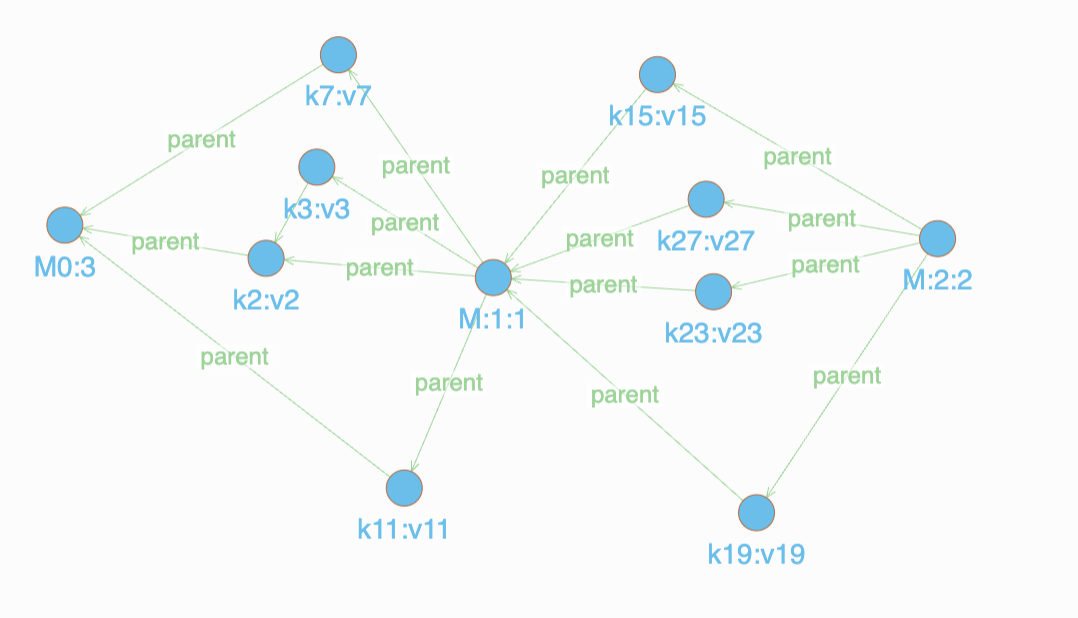 k7:v7
k15:v15
parent
parent
parent
parent
k3:v3
parent
parent
k27:v27
parent
parent
M0:3
parent
parent
parent
M:2:2
k2:v2
M:1:1
k23:v23
parent
parent
parent
parent
k11:v11
k19:v19